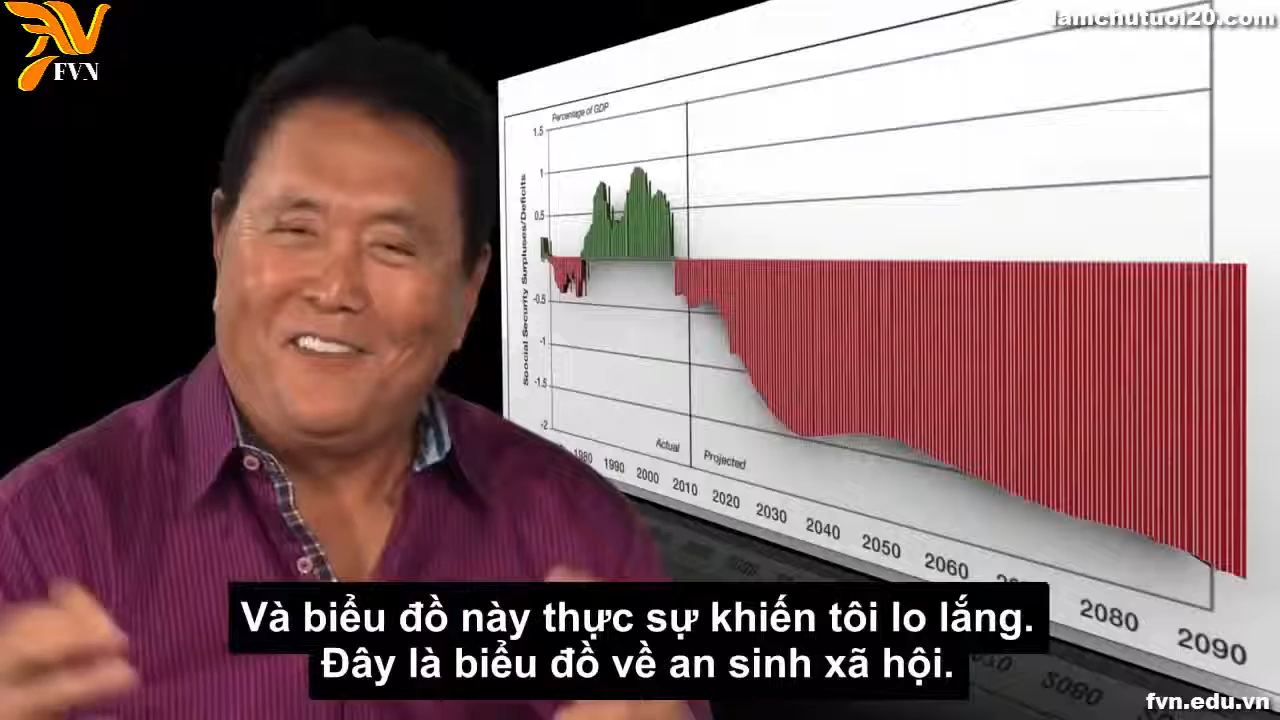 lamchutuoi20.com
FVN
Percentage of GDP
1.5
1
0.5
-0.5
-1
-1.5
-2
Soocial Security Surpluses/Deficits
Actual
Projected
1980
1990
2000
2010
2020
2030
2040
2050
2060
2080
2090
Và biểu đồ này thực sự khiến tôi lo lắng.
Đây là biểu đồ về an sinh xã hội.
fvn.edu.vn